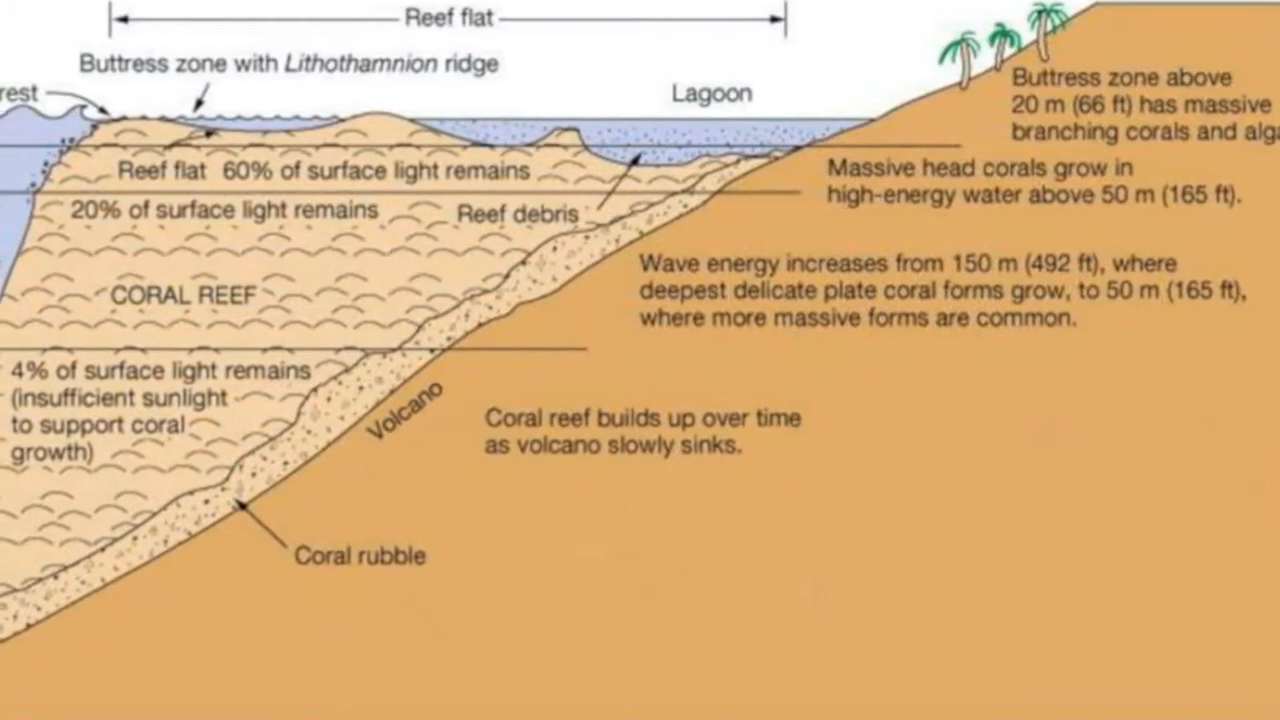 Reef flat
Buttress zone with Lithothamnion ridge
rest
Lagoon
Buttress zone above
20 m (66 ft) has massive
branching corals and alga
Reef flat 60% of surface light remains
Massive head corals grow in
high-energy water above 50 m (165 ft).
20% of surface light remains
Reef debris
Wave energy increases from 150 m (492 ft), where
deepest delicate plate coral forms grow, to 50 m (165 ft),
where more massive forms are common.
CORAL REEF
4% of surface light remains
(insufficient sunlight
to support coral
growth)
Volcano
Coral reef builds up over time
as volcano slowly sinks.
Coral rubble